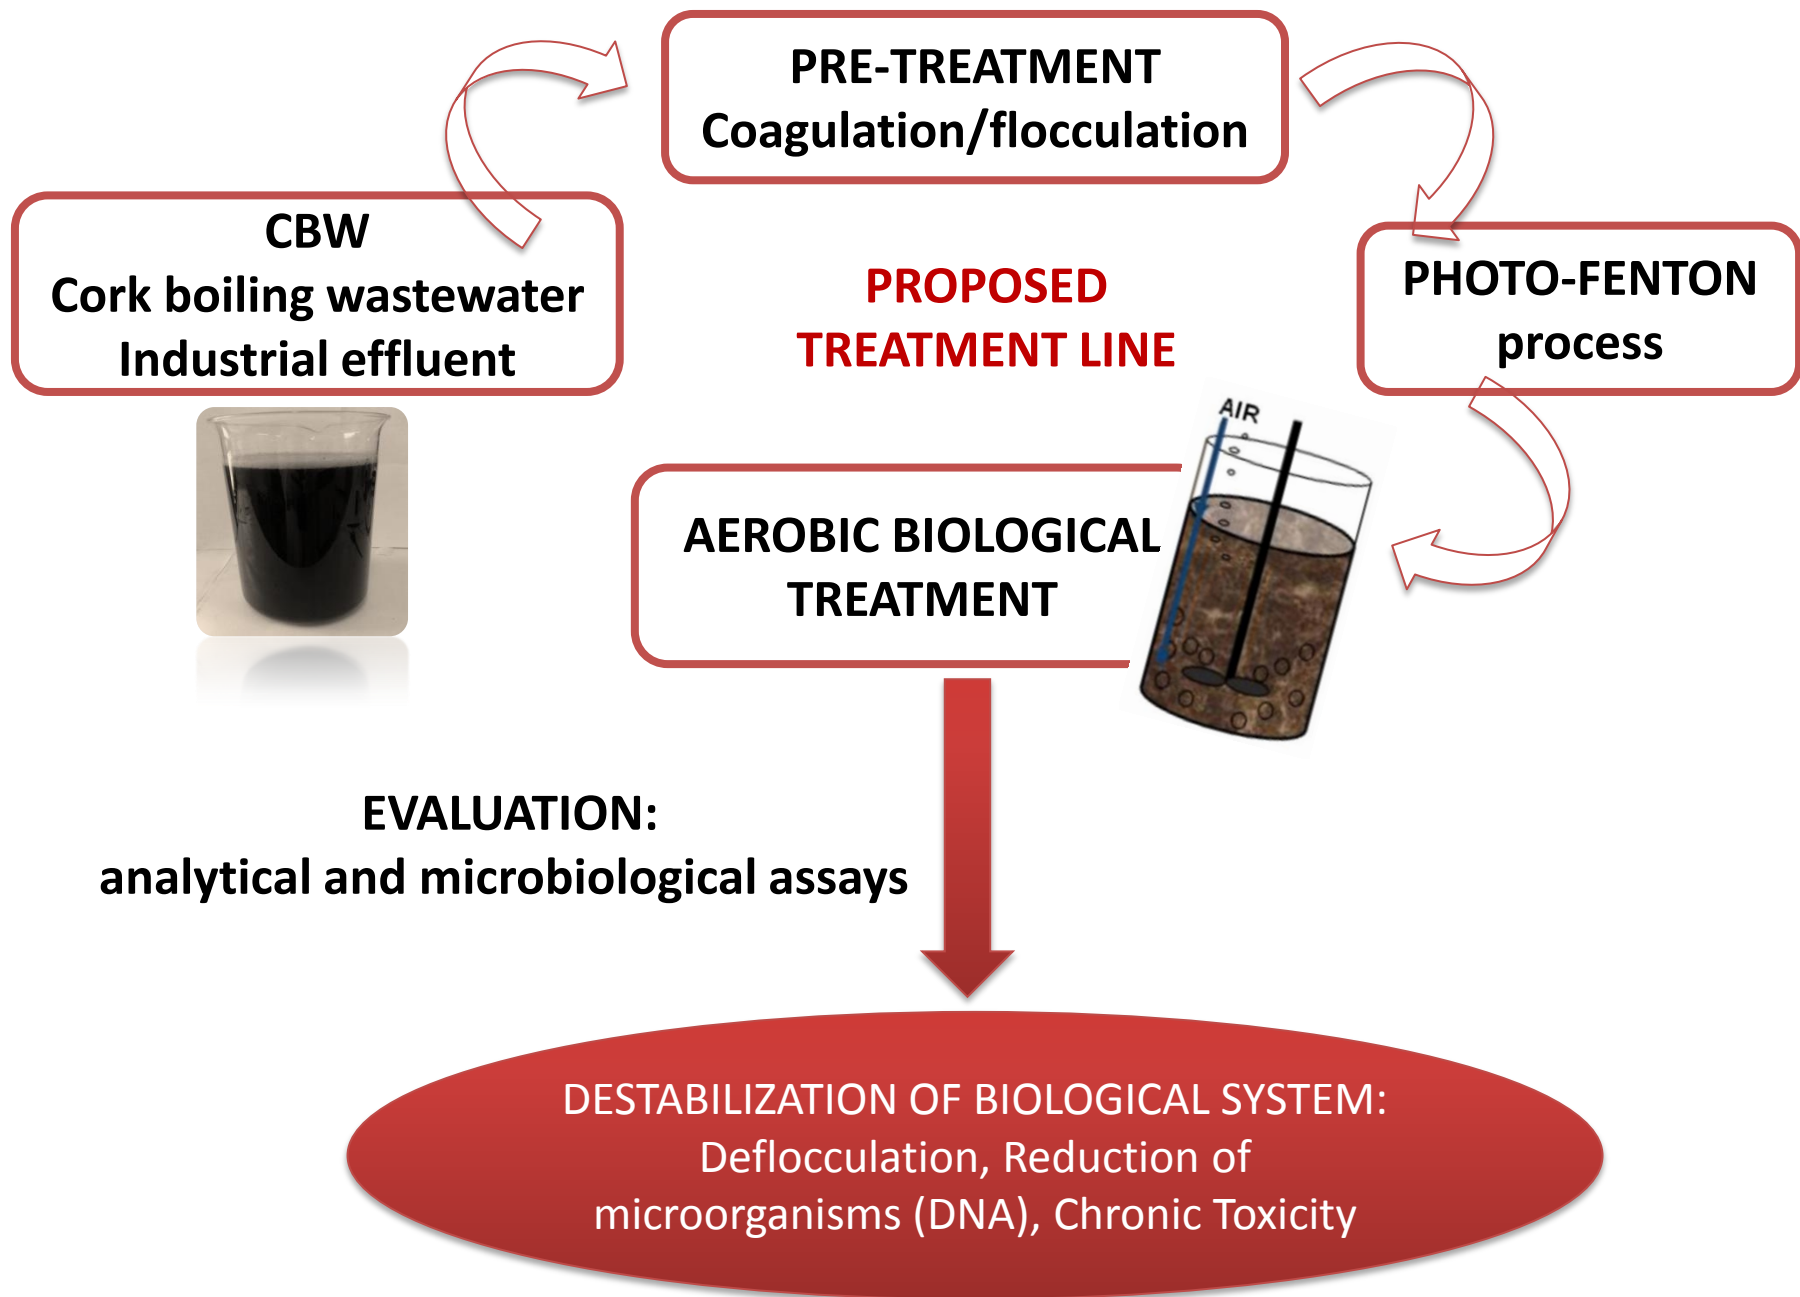 PRE-TREATMENT
Coagulation/flocculation
CBW
Cork boiling wastewater
Industrial effluent
PROPOSED
TREATMENT LINE
PHOTO-FENTON
process
AIR
AEROBIC BIOLOGICAL
TREATMENT
EVALUATION:
analytical and microbiological assays
DESTABILIZATION OF BIOLOGICAL SYSTEM:
Deflocculation, Reduction of
microorganisms (DNA), Chronic Toxicity